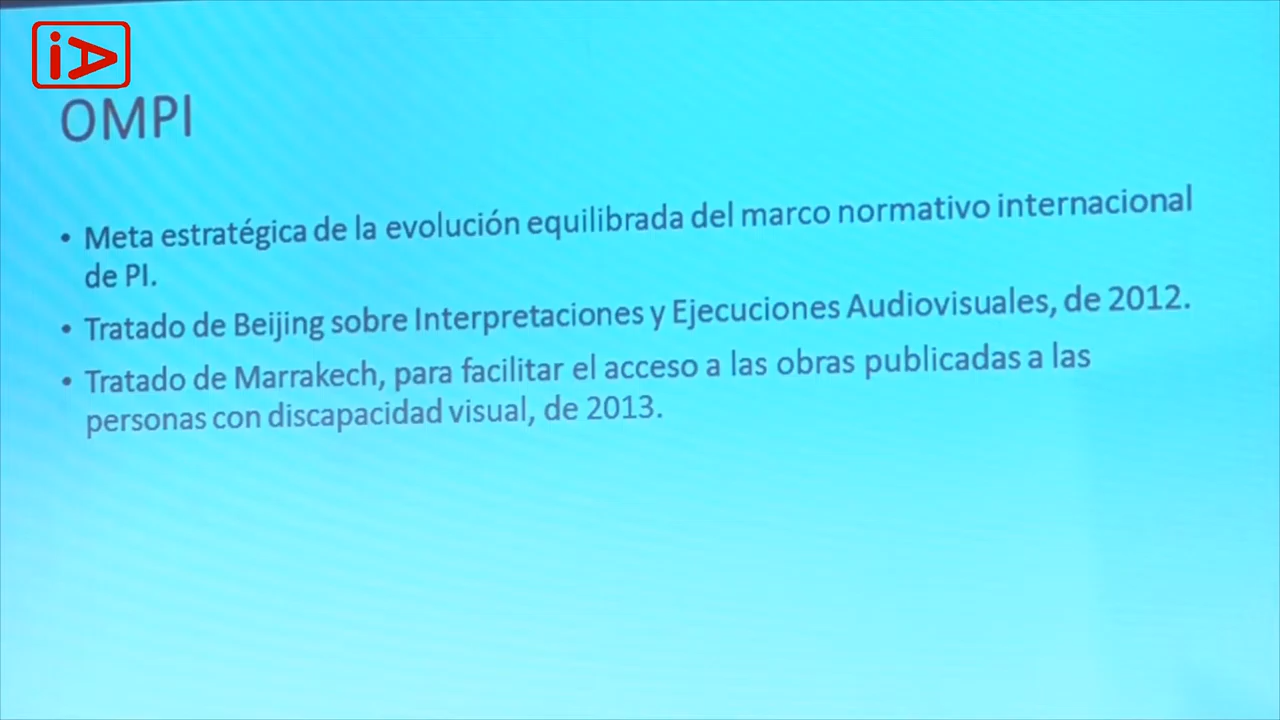 iA
OMPI
• Meta estratégica de la evolución equilibrada del marco normativo internacional
de PI.
• Tratado de Beijing sobre Interpretaciones y Ejecuciones Audiovisuales, de 2012.
• Tratado de Marrakech, para facilitar el acceso a las obras publicadas a las
personas con discapacidad visual, de 2013.